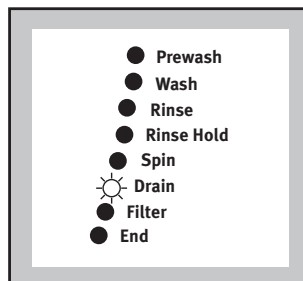 Prewash
Wash
Rinse
Rinse Hold
Spin
Drain
Filter
End